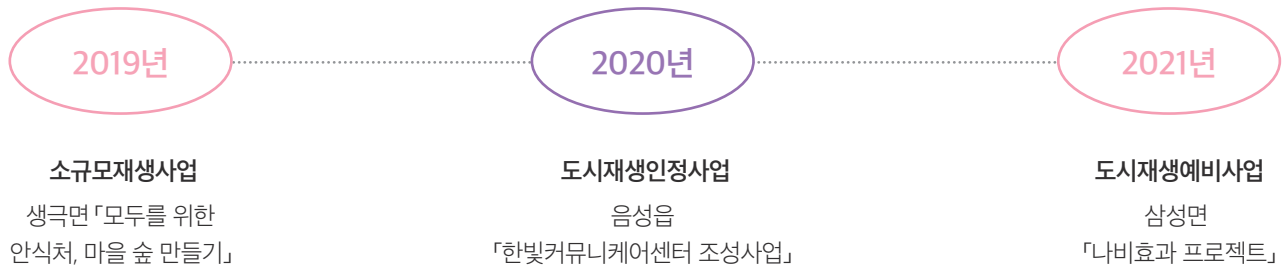 2019년
2020년
2021년
소규모재생사업
생극면 「모두를 위한
안식처, 마을 숲 만들기」
도시재생인정사업
음성읍
「한빛커뮤니케어센터 조성사업」
도시재생예비사업
삼성면
「나비효과 프로젝트」